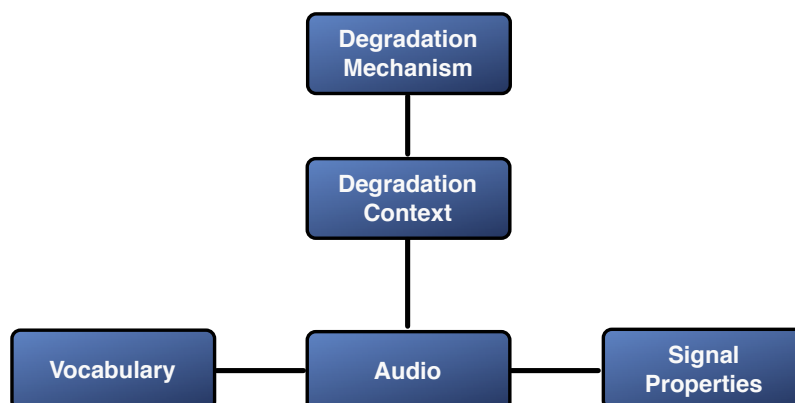 Degradation
Mechanism
Degradation
Context
Vocabulary
Audio
Signal
Properties